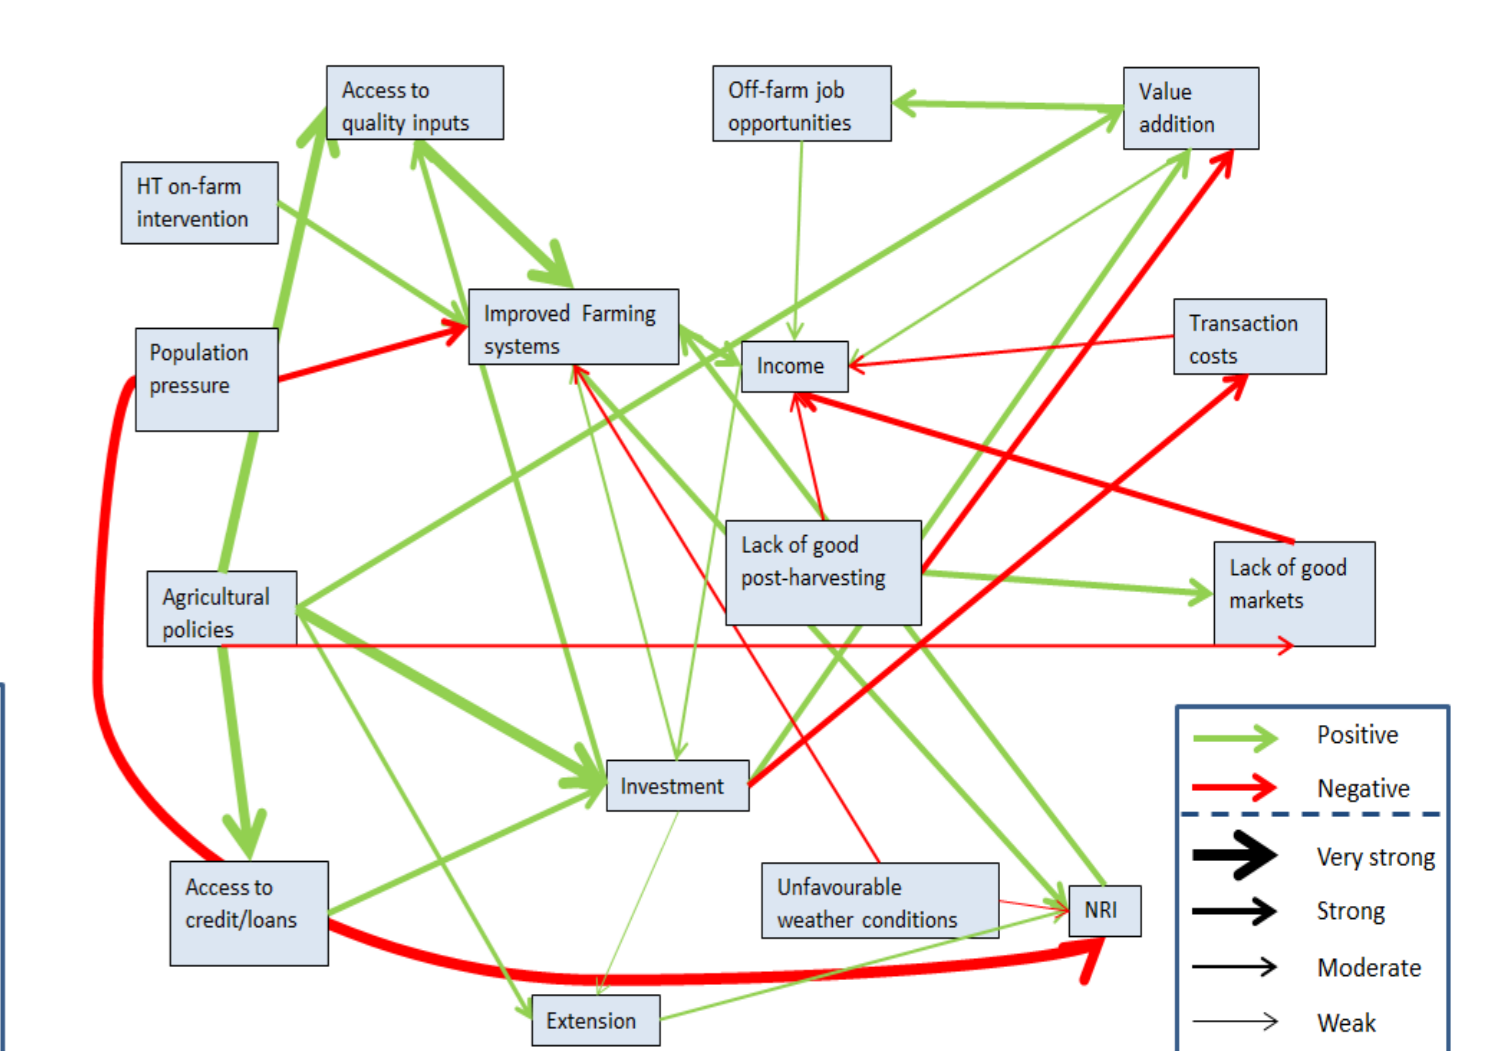 Access to
quality inputs
Off-farm job
opportunities
Value
addition
HT on-farm
intervention
Improved Farming
systems
Transaction
costs
Population
pressure
Income
Lack of good
post-harvesting
Lack of good
markets
Agricultural
policies
Investment
Access to
credit/loans
Unfavourable
weather conditions
NRI
Extension
Positive
Negative
Very strong
Strong
Moderate
Weak